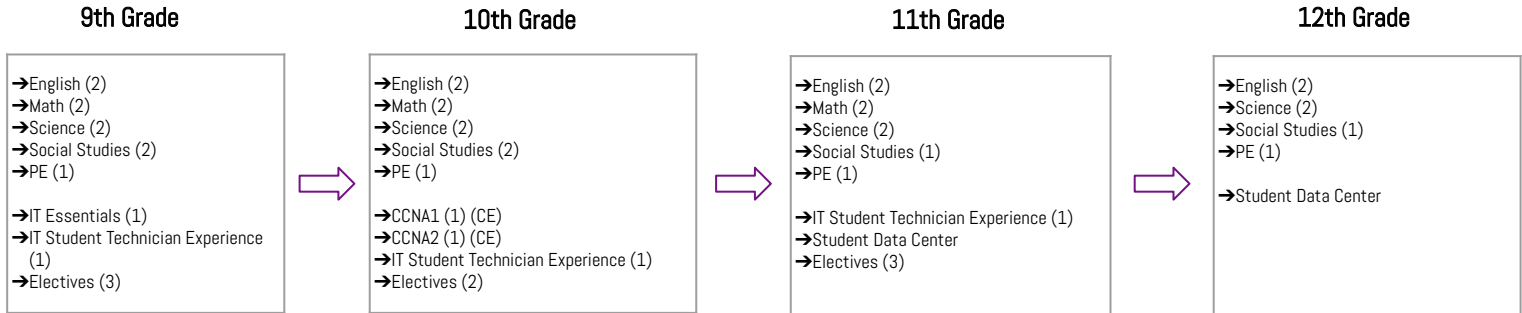 9th Grade
➔English (2)
➔Math (2)
➔Science (2)
➔Social Studies (2)
➔PE (1)
➔IT Essentials (1)
➔IT Student Technician Experience
(1)
➔Electives (3)
10th Grade
➔English (2)
➔Math (2)
➔Science (2)
➔Social Studies (2)
➔PE (1)
➔CCNA1 (1) (CE)
➔CCNA2 (1) (CE)
➔IT Student Technician Experience (1)
➔Electives (2)
11th Grade
➔English (2)
➔Math (2)
➔Science (2)
➔Social Studies (1)
➔PE (1)
➔IT Student Technician Experience (1)
➔Student Data Center
➔Electives (3)
12th Grade
➔English (2)
➔Science (2)
➔Social Studies (1)
➔PE (1)
➔Student Data Center